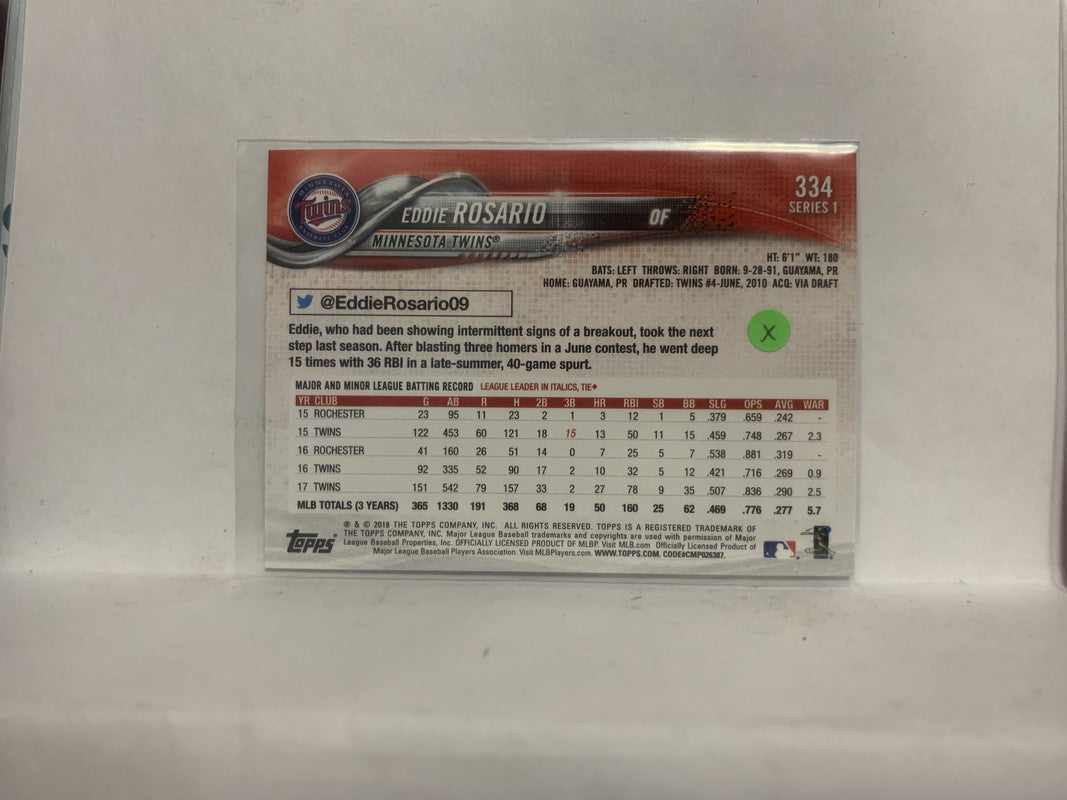 MINNESOTA
Twins
BASEBALL CLUB
EDDIE ROSARIO
OF
MINNESOTA TWINS®
334
SERIES 1
HT: 6'1" WT: 180
BATS: LEFT THROWS: RIGHT BORN: 9-28-91, GUAYAMA, PR
HOME: GUAYAMA, PR DRAFTED: TWINS #4-JUNE, 2010 ACQ: VIA DRAFT
@EddieRosario09
X
Eddie, who had been showing intermittent signs of a breakout, took the next
step last season. After blasting three homers in a June contest, he went deep
15 times with 36 RBI in a late-summer, 40-game spurt.
MAJOR AND MINOR LEAGUE BATTING RECORD LEAGUE LEADER IN ITALICS, TIE◆
YR CLUB G AB R H 2B 3B HR RBI SB BB SLG OPS AVG WAR
15 ROCHESTER 23 95 11 23 2 1 3 12 1 5 .379 .659 .242 -
15 TWINS 122 453 60 121 18 15 13 50 11 15 .459 .748 .267 2.3
16 ROCHESTER 41 160 26 51 14 0 7 25 5 7 .538 .881 .319 -
16 TWINS 92 335 52 90 17 2 10 32 5 12 .421 .716 .269 0.9
17 TWINS 151 542 79 157 33 2 27 78 9 35 .507 .836 .290 2.5
MLB TOTALS (3 YEARS) 365 1330 191 368 68 19 50 160 25 62 .469 .776 .277 5.7
Topps
® & © 2018 THE TOPPS COMPANY, INC. ALL RIGHTS RESERVED. TOPPS IS A REGISTERED TRADEMARK OF
THE TOPPS COMPANY, INC. Major League Baseball trademarks and copyrights are used with permission of Major
League Baseball Properties, Inc. OFFICIALLY LICENSED PRODUCT OF MLBP. Visit MLB.com Officially Licensed Product of
Major League Baseball Players Association. Visit MLBPlayers.com. WWW.TOPPS.COM. CODE#CMP026387.